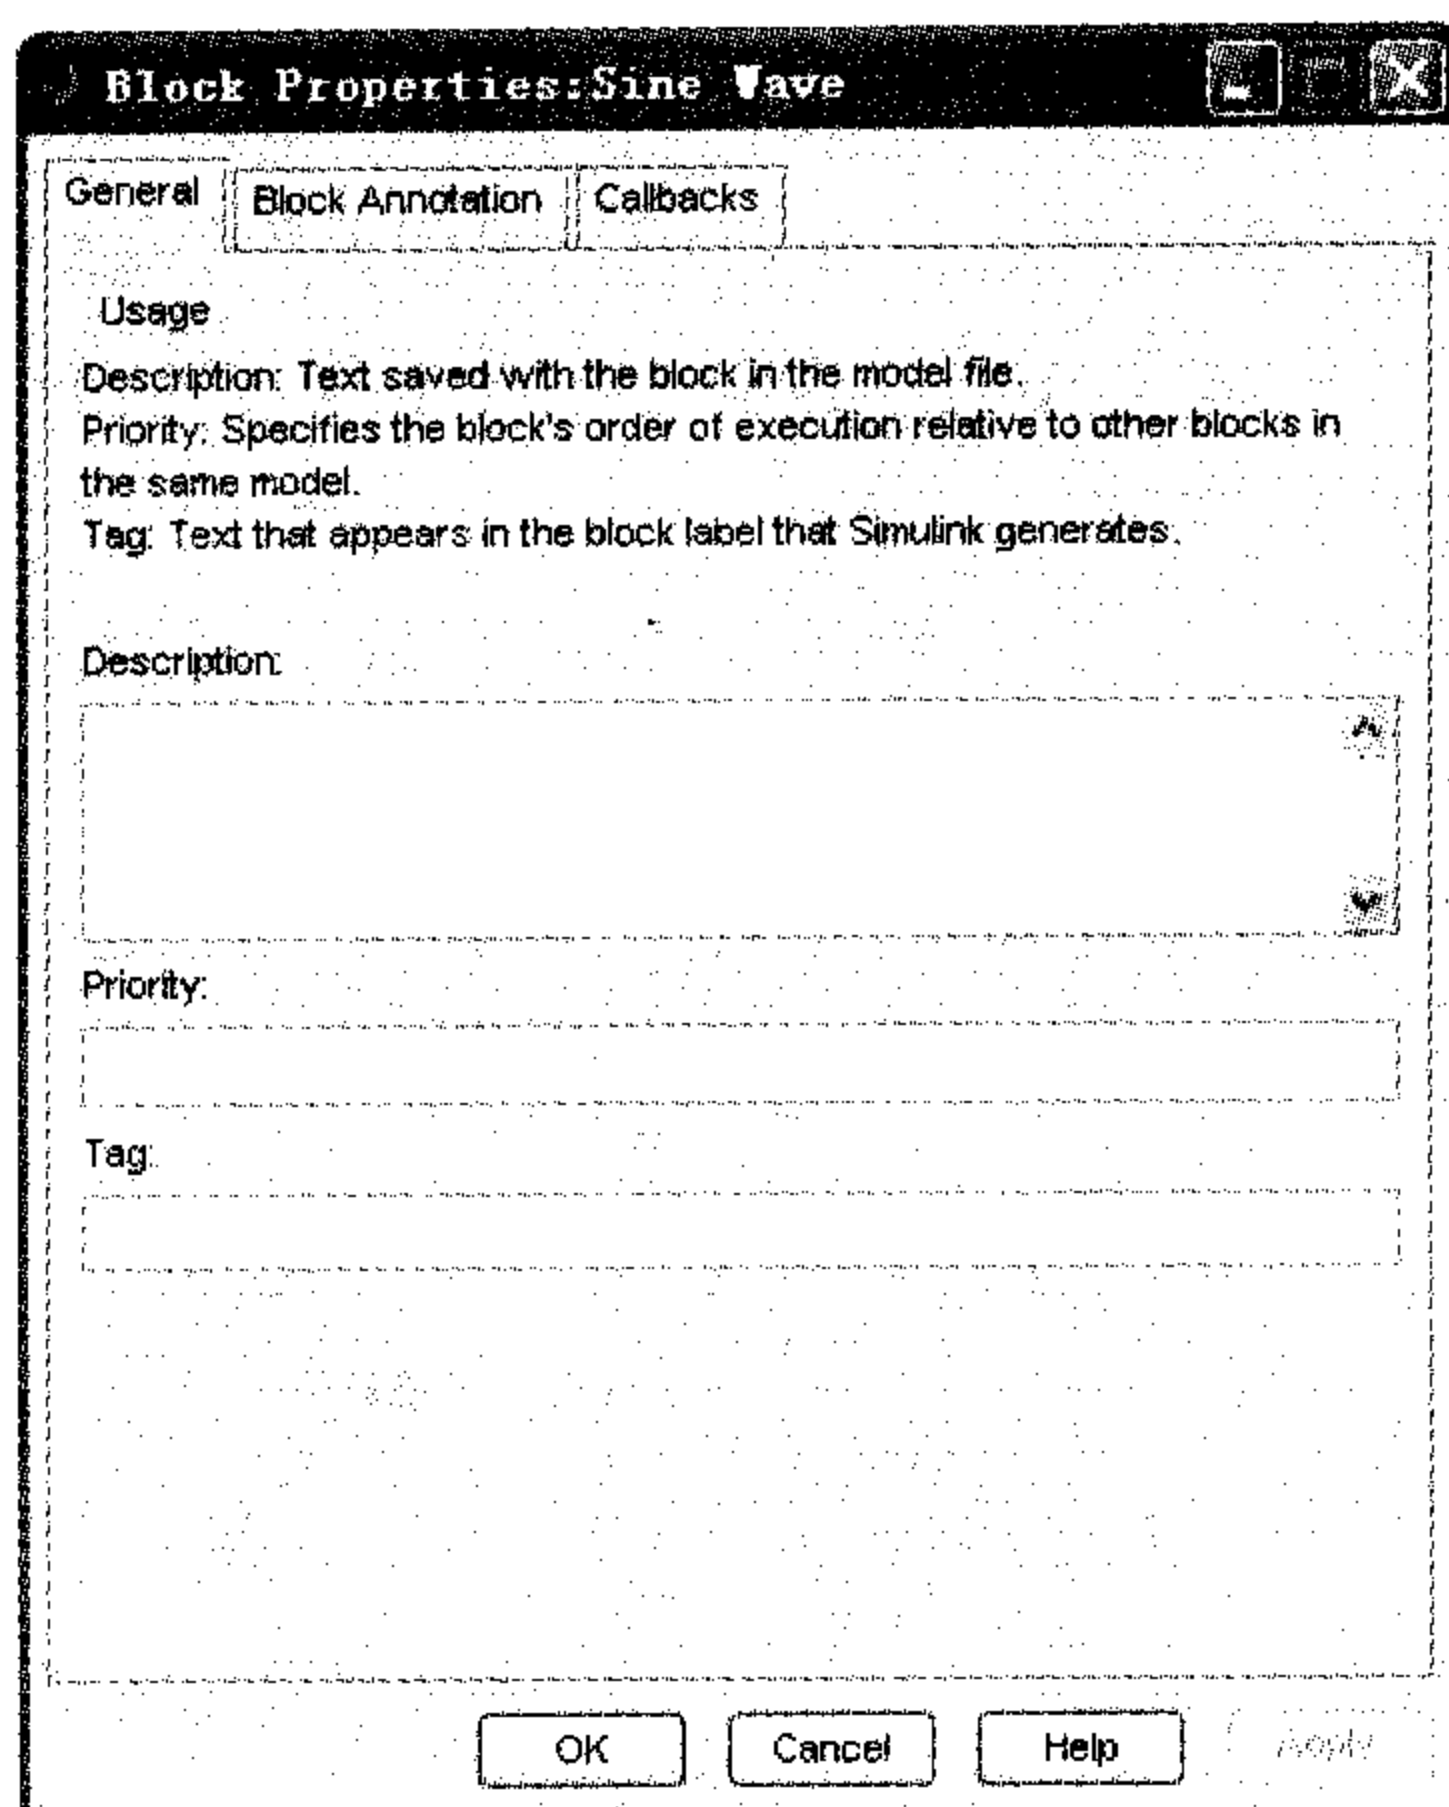 Block Properties:Sine Wave
General Block Annotation Callbacks
Usage
Description: Text saved with the block in the model file.
Priority: Specifies the block's order of execution relative to other blocks in
the same model.
Tag: Text that appears in the block label that Simulink generates.
Description:
Priority:
Tag:
OK Cancel Help Apply